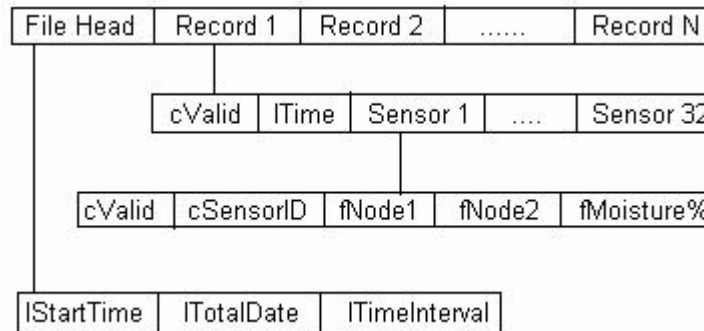 File Head Record 1 Record 2 ...... Record N
cValid lTime Sensor 1 .... Sensor 32
cValid cSensorID fNode1 fNode2 fMoisture%
lStartTime lTotalDate lTimeInterval